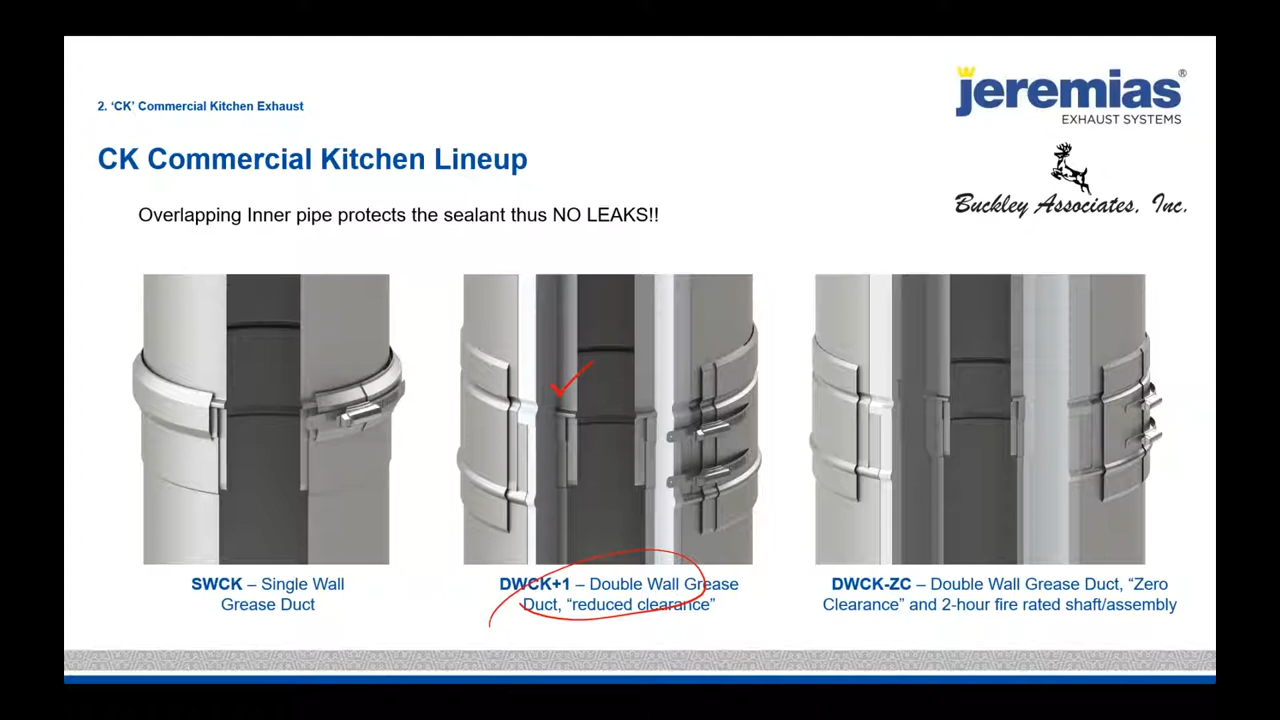 2. ‘CK’ Commercial Kitchen Exhaust
jeremias®
EXHAUST SYSTEMS
CK Commercial Kitchen Lineup
Buckley Associates, Inc.
Overlapping Inner pipe protects the sealant thus NO LEAKS!!
SWCK – Single Wall
Grease Duct
DWCK+1 – Double Wall Grease
Duct, “reduced clearance”
DWCK-ZC – Double Wall Grease Duct, “Zero
Clearance” and 2-hour fire rated shaft/assembly